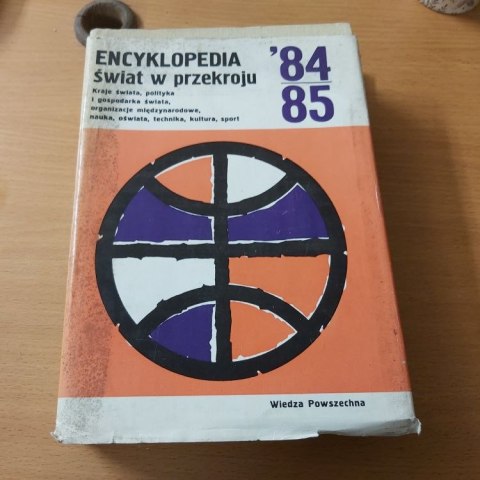 ENCYKLOPEDIA
świat w przekroju
'84
85
Kraje świata, polityka
i gospodarka świata,
organizacje międzynarodowe,
nauka, oświata, technika, kultura, sport
Wiedza Powszechna